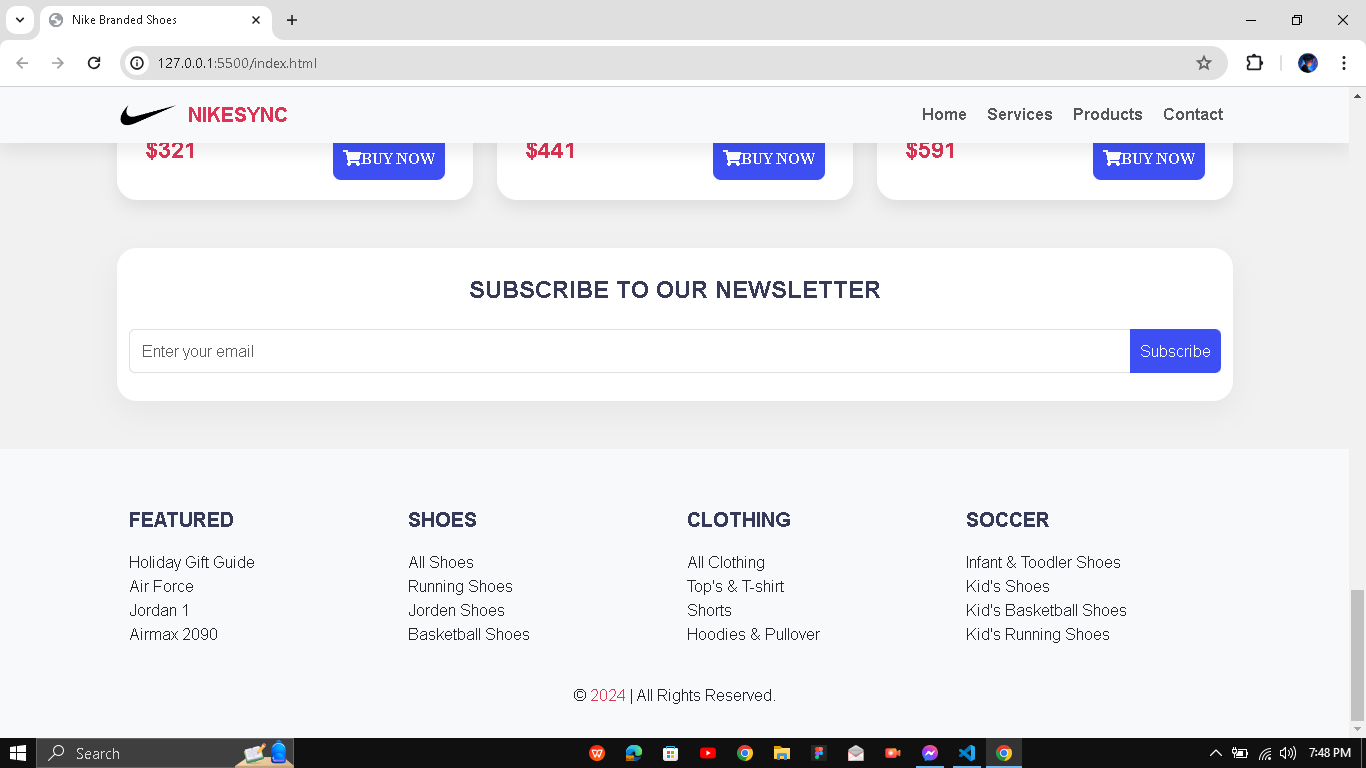 Nike Branded Shoes
127.0.0.1:5500/index.html
NIKESYNC
Home Services Products Contact
$321 BUY NOW $441 BUY NOW $591 BUY NOW
SUBSCRIBE TO OUR NEWSLETTER
Enter your email Subscribe
FEATURED
Holiday Gift Guide
Air Force
Jordan 1
Airmax 2090
SHOES
All Shoes
Running Shoes
Jorden Shoes
Basketball Shoes
CLOTHING
All Clothing
Top's & T-shirt
Shorts
Hoodies & Pullover
SOCCER
Infant & Toodler Shoes
Kid's Shoes
Kid's Basketball Shoes
Kid's Running Shoes
© 2024 | All Rights Reserved.
Search
7:48 PM